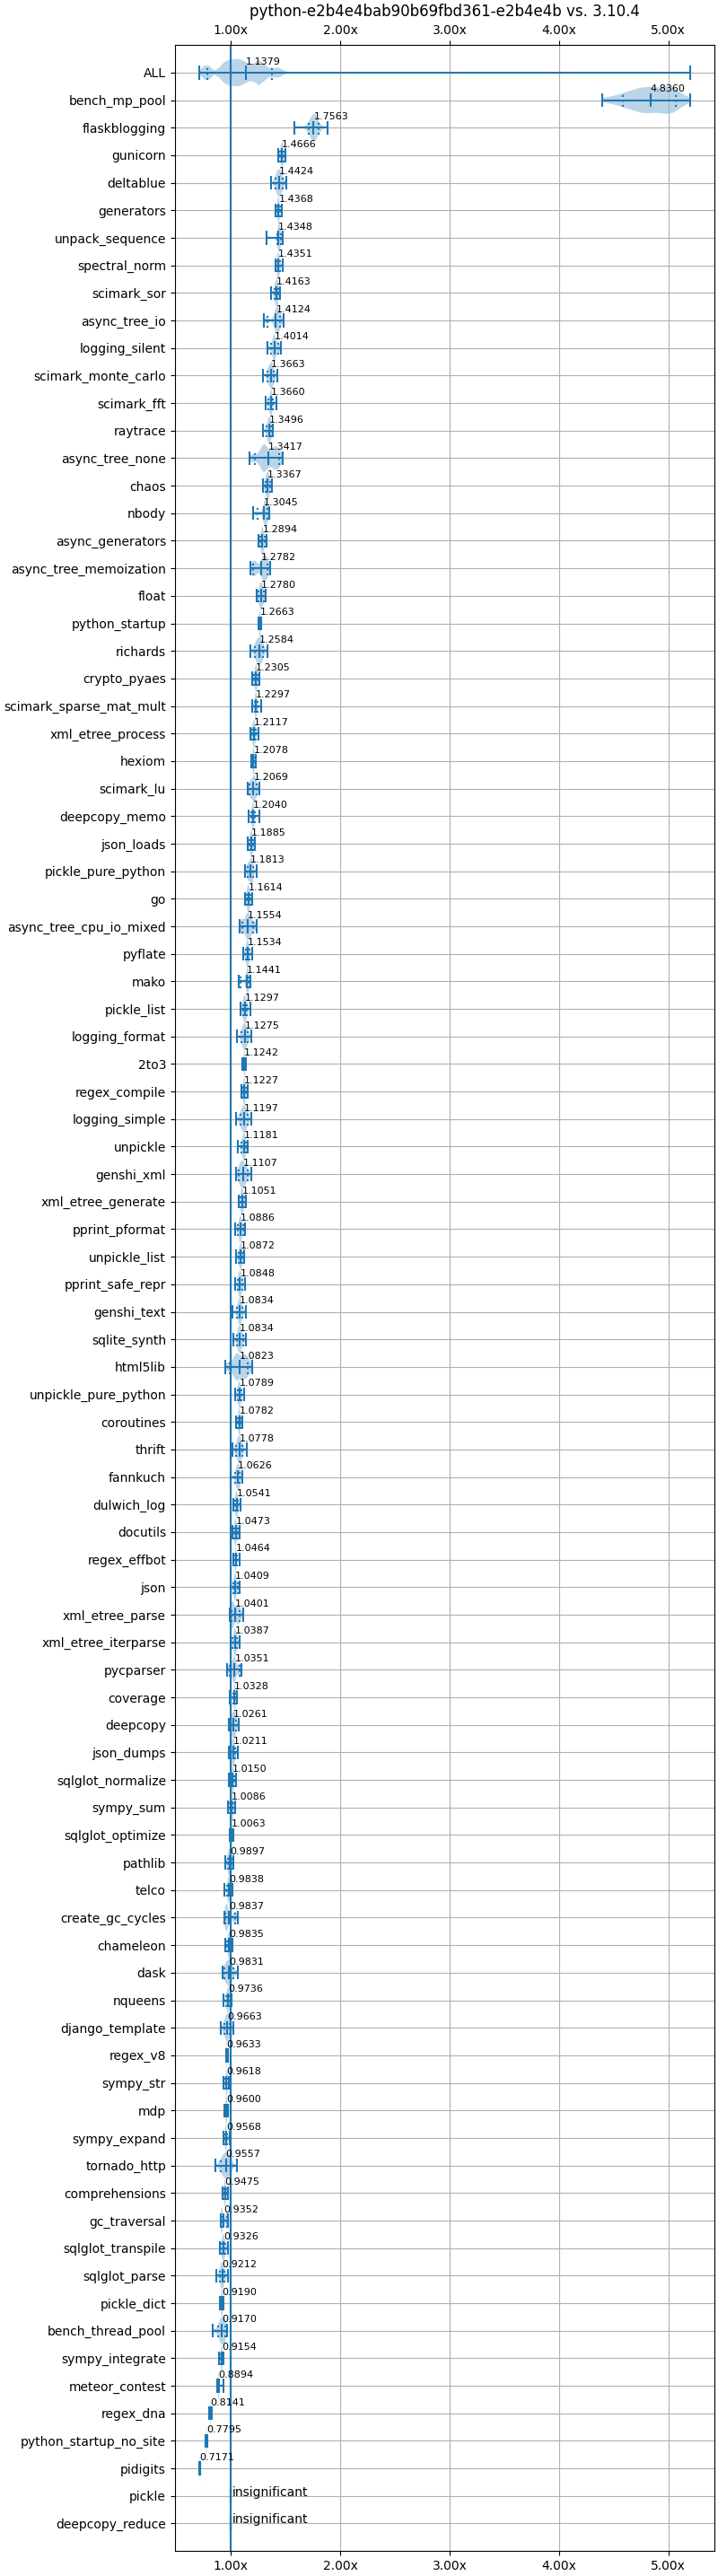 python-e2b4e4bab90b69fbd361-e2b4e4b vs. 3.10.4
1.00x 2.00x 3.00x 4.00x 5.00x
ALL 1.1379
bench_mp_pool 4.8360
flaskblogging 1.7563
gunicorn 1.4666
deltablue 1.4424
generators 1.4368
unpack_sequence 1.4348
spectral_norm 1.4351
scimark_sor 1.4163
async_tree_io 1.4124
logging_silent 1.4014
scimark_monte_carlo 1.3663
scimark_fft 1.3660
raytrace 1.3496
async_tree_none 1.3417
chaos 1.3367
nbody 1.3045
async_generators 1.2894
async_tree_memoization 1.2782
float 1.2780
python_startup 1.2663
richards 1.2584
crypto_pyaes 1.2305
scimark_sparse_mat_mult 1.2297
xml_etree_process 1.2117
hexiom 1.2078
scimark_lu 1.2069
deepcopy_memo 1.2040
json_loads 1.1885
pickle_pure_python 1.1813
go 1.1614
async_tree_cpu_io_mixed 1.1554
pyflate 1.1534
mako 1.1441
pickle_list 1.1297
logging_format 1.1275
2to3 1.1242
regex_compile 1.1227
logging_simple 1.1197
unpickle 1.1181
genshi_xml 1.1107
xml_etree_generate 1.1051
pprint_pformat 1.0886
unpickle_list 1.0872
pprint_safe_repr 1.0848
genshi_text 1.0834
sqlite_synth 1.0834
html5lib 1.0823
unpickle_pure_python 1.0789
coroutines 1.0782
thrift 1.0778
fannkuch 1.0626
dulwich_log 1.0541
docutils 1.0473
regex_effbot 1.0464
json 1.0409
xml_etree_parse 1.0401
xml_etree_iterparse 1.0387
pycparser 1.0351
coverage 1.0328
deepcopy 1.0261
json_dumps 1.0211
sqlglot_normalize 1.0150
sympy_sum 1.0086
sqlglot_optimize 1.0063
pathlib 0.9897
telco 0.9838
create_gc_cycles 0.9837
chameleon 0.9835
dask 0.9831
nqueens 0.9736
django_template 0.9663
regex_v8 0.9633
sympy_str 0.9618
mdp 0.9600
sympy_expand 0.9568
tornado_http 0.9557
comprehensions 0.9475
gc_traversal 0.9352
sqlglot_transpile 0.9326
sqlglot_parse 0.9212
pickle_dict 0.9190
bench_thread_pool 0.9170
sympy_integrate 0.9154
meteor_contest 0.8894
regex_dna 0.8141
python_startup_no_site 0.7795
pidigits 0.7171
pickle insignificant
deepcopy_reduce insignificant
1.00x 2.00x 3.00x 4.00x 5.00x